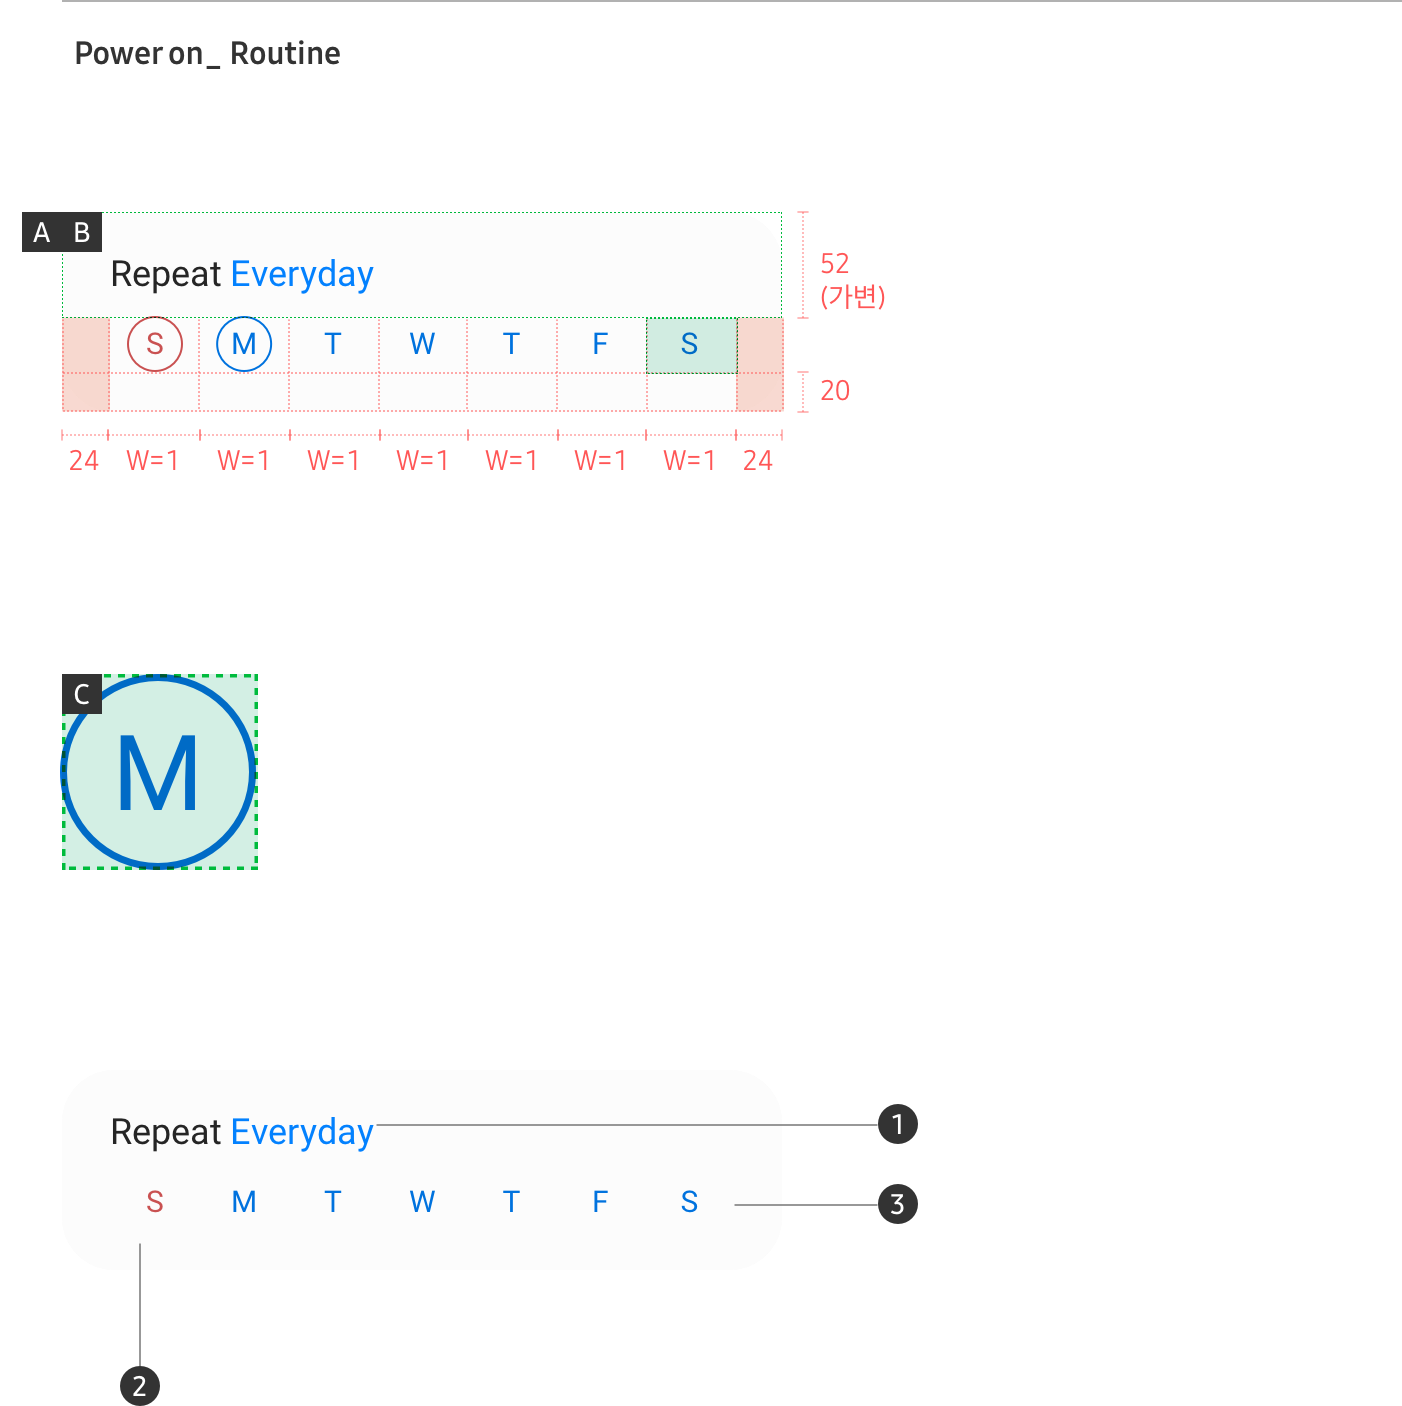 Power on_ Routine
A B
Repeat Everyday
52
(가변)
S M T W T F S
20
24 W=1 W=1 W=1 W=1 W=1 W=1 W=1 24
C
M
Repeat Everyday
1
S M T W T F S
3
2